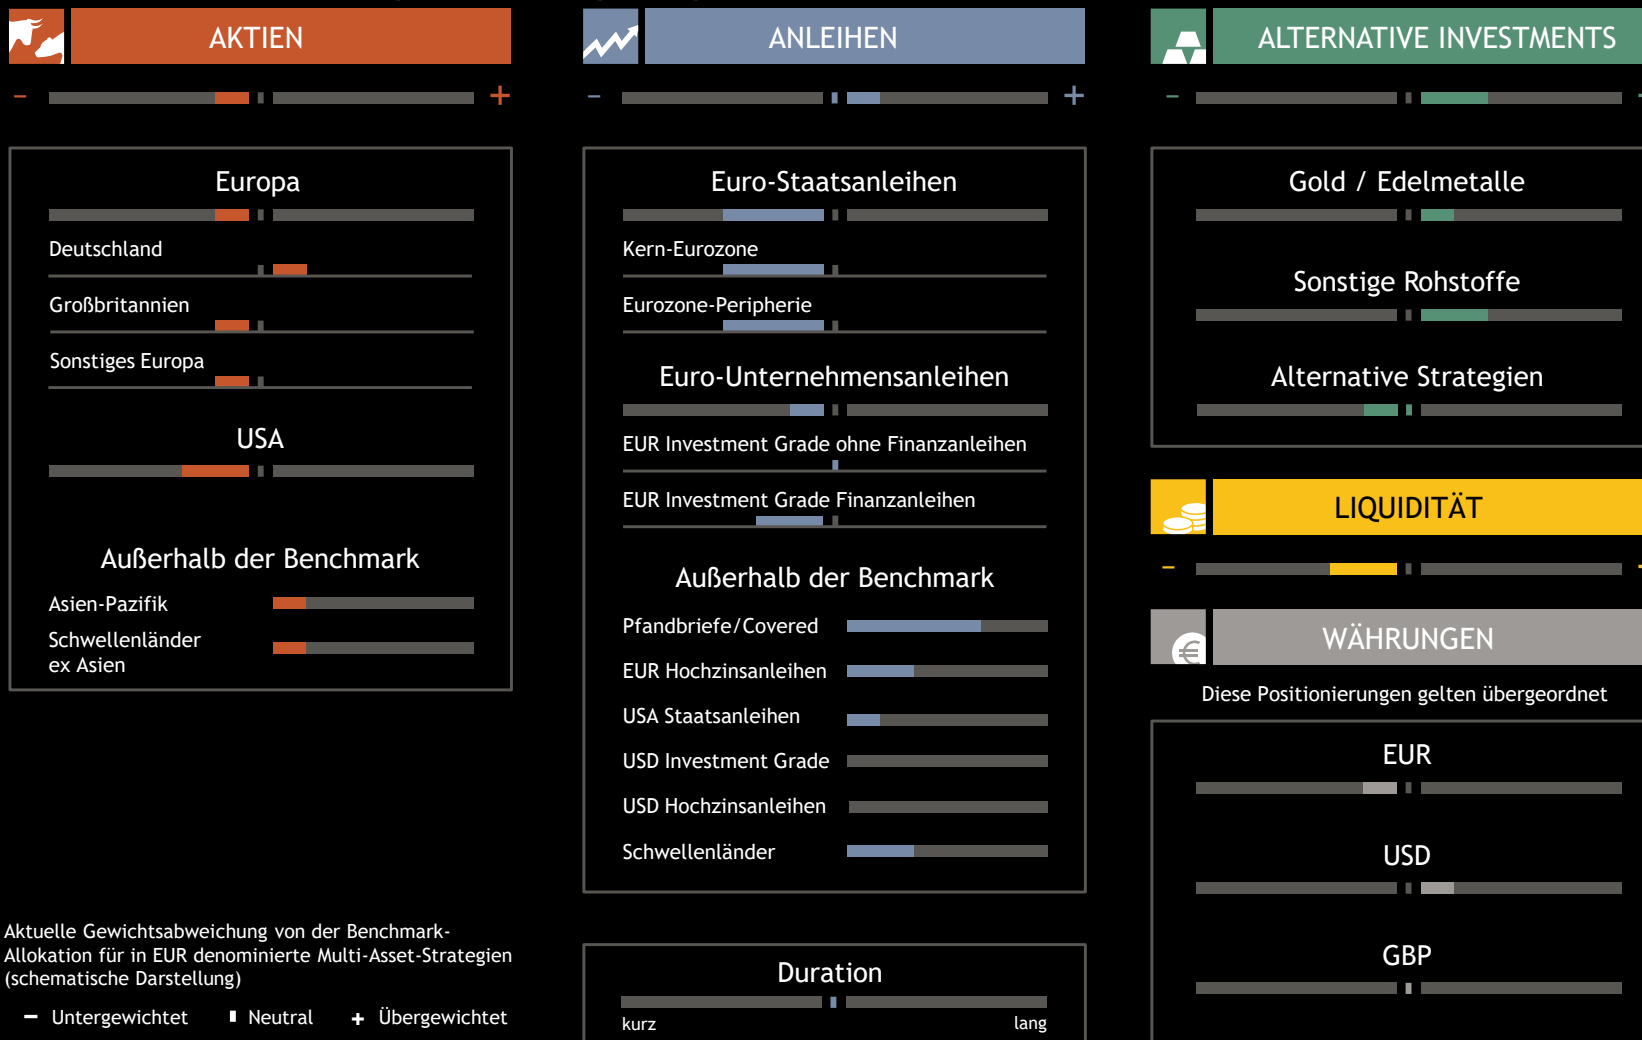 AKTIEN
- +
Europa
Deutschland
Großbritannien
Sonstiges Europa
USA
Außerhalb der Benchmark
Asien-Pazifik
Schwellenländer
ex Asien
Aktuelle Gewichtsabweichung von der Benchmark-
Allokation für in EUR denominierte Multi-Asset-Strategien
(schematische Darstellung)
– Untergewichtet Neutral + Übergewichtet
ANLEIHEN
- +
Euro-Staatsanleihen
Kern-Eurozone
Eurozone-Peripherie
Euro-Unternehmensanleihen
EUR Investment Grade ohne Finanzanleihen
EUR Investment Grade Finanzanleihen
Außerhalb der Benchmark
Pfandbriefe/Covered
EUR Hochzinsanleihen
USA Staatsanleihen
USD Investment Grade
USD Hochzinsanleihen
Schwellenländer
Duration
kurz lang
ALTERNATIVE INVESTMENTS
- +
Gold / Edelmetalle
Sonstige Rohstoffe
Alternative Strategien
LIQUIDITÄT
- +
€
WÄHRUNGEN
Diese Positionierungen gelten übergeordnet
EUR
USD
GBP